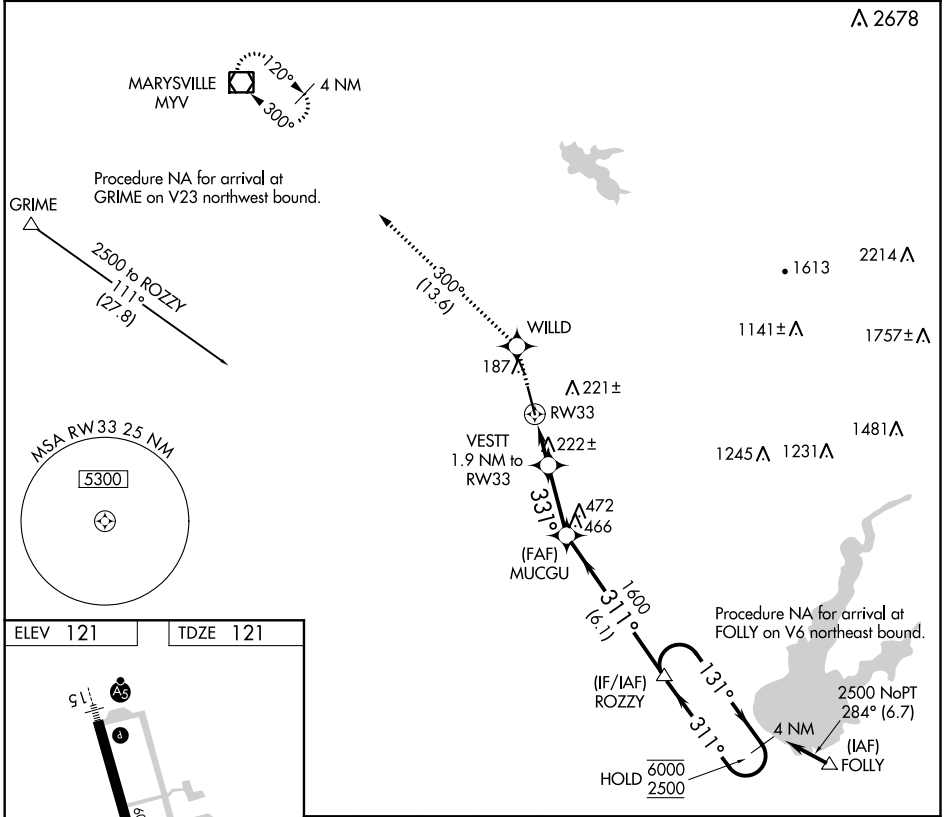 2678
MARYSVILLE
MYV
120°
4 NM
300°
Procedure NA for arrival at
GRIME on V23 northwest bound.
GRIME
2500 to ROZZY
111°
(27.8)
300°
(13.6)
1613
2214
1141±
1757±
WILLD
187
221±
RW33
MSA RW33 25 NM
5300
VESTT
1.9 NM to
RW33
222±
1245
1231
1481
331°
472
466
(FAF)
MUCGU
1600
311°
(6.1)
Procedure NA for arrival at
FOLLY on V6 northeast bound.
ELEV 121
TDZE 121
(IF/IAF)
ROZZY
131°
311°
2500 NoPT
284° (6.7)
4 NM
(IAF)
FOLLY
HOLD
6000
2500
15
A5
P